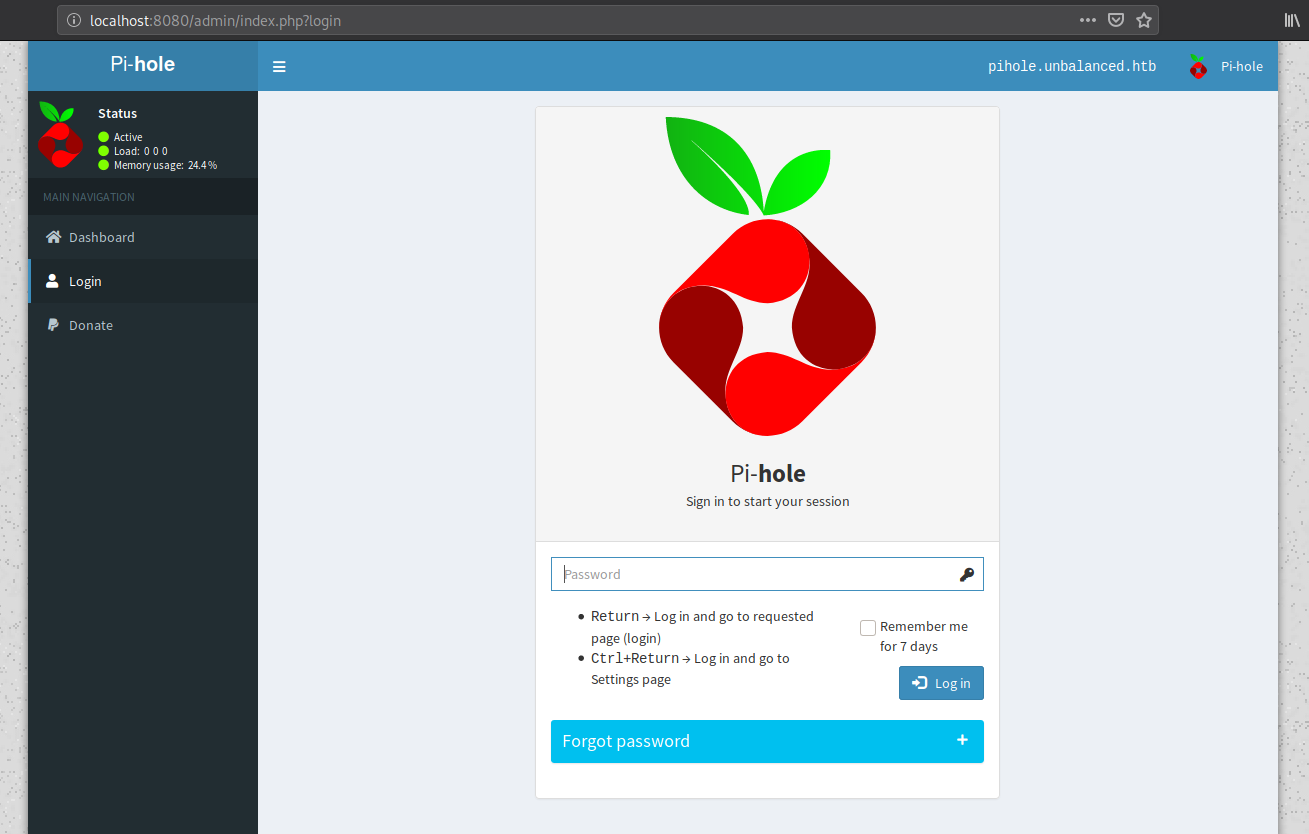 localhost:8080/admin/index.php?login
Pi-hole
pihole.unbalanced.htb
Pi-hole
Status
Active
Load: 0 0 0
Memory usage: 24.4 %
MAIN NAVIGATION
Dashboard
Login
Donate
Pi-hole
Sign in to start your session
Password
Return → Log in and go to requested
page (login)
Ctrl+Return → Log in and go to
Settings page
Remember me
for 7 days
Log in
Forgot password